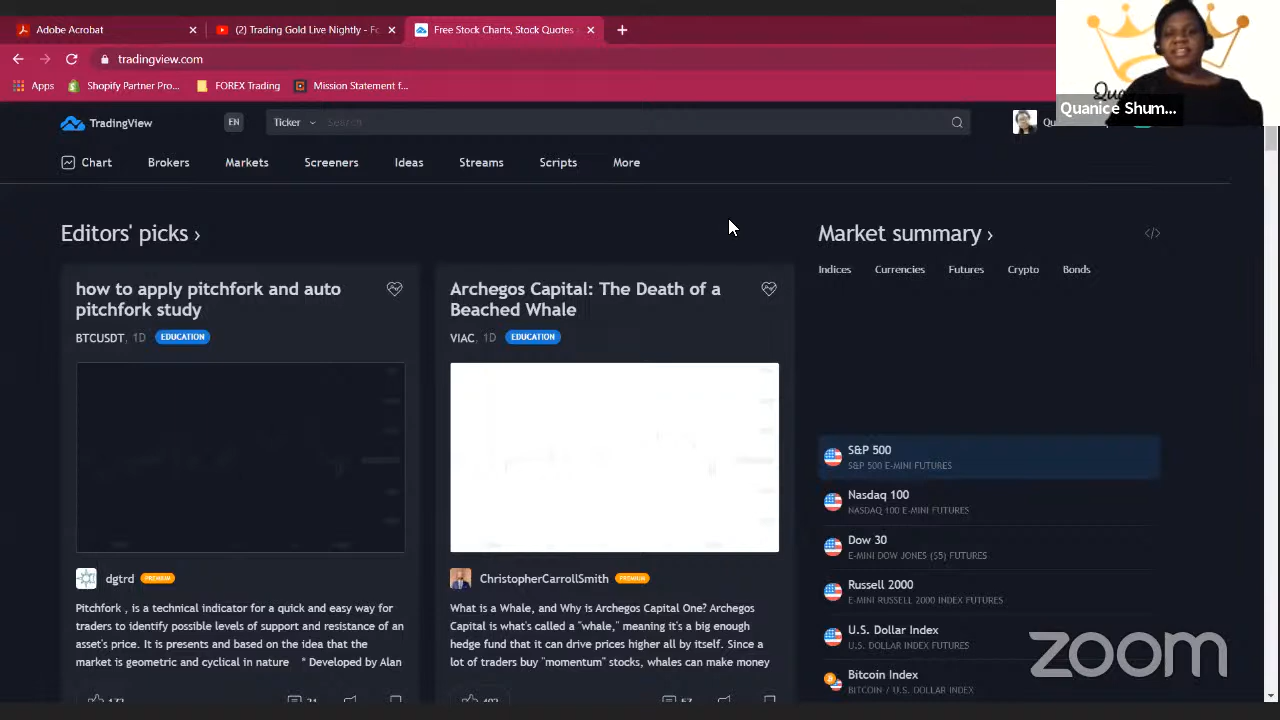 Adobe Acrobat
(2) Trading Gold Live Nightly - Fo
Free Stock Charts, Stock Quotes
tradingview.com
Apps
Shopify Partner Pro...
FOREX Trading
Mission Statement f...
Quanice Shum...
TradingView
EN
Ticker
Search
Qu
Chart
Brokers
Markets
Screeners
Ideas
Streams
Scripts
More
Editors' picks ›
Market summary ›
</>
Indices
Currencies
Futures
Crypto
Bonds
how to apply pitchfork and auto
pitchfork study
BTCUSDT, 1D EDUCATION
Archegos Capital: The Death of a
Beached Whale
VIAC, 1D EDUCATION
dgtrd PREMIUM
Pitchfork , is a technical indicator for a quick and easy way for
traders to identify possible levels of support and resistance of an
asset's price. It is presents and based on the idea that the
market is geometric and cyclical in nature * Developed by Alan
ChristopherCarrollSmith PREMIUM
What is a Whale, and Why is Archegos Capital One? Archegos
Capital is what's called a "whale," meaning it's a big enough
hedge fund that it can drive prices higher all by itself. Since a
lot of traders buy "momentum" stocks, whales can make money
S&P 500
S&P 500 E-MINI FUTURES
Nasdaq 100
NASDAQ 100 E-MINI FUTURES
Dow 30
E-MINI DOW JONES ($5) FUTURES
Russell 2000
E-MINI RUSSELL 2000 INDEX FUTURES
U.S. Dollar Index
U.S. DOLLAR INDEX FUTURES
Bitcoin Index
BITCOIN / U.S. DOLLAR INDEX
zoom